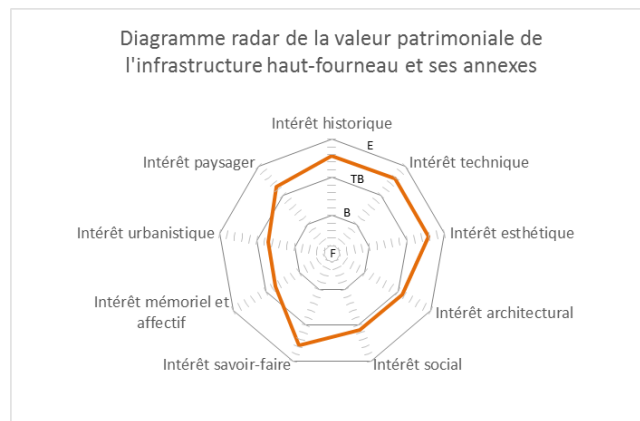 Diagramme radar de la valeur patrimoniale de
l'infrastructure haut-fourneau et ses annexes
Intérêt historique
E
Intérêt paysager
Intérêt technique
TB
B
Intérêt urbanistique
Intérêt esthétique
F
Intérêt mémoriel et
affectif
Intérêt architectural
Intérêt savoir-faire
Intérêt social